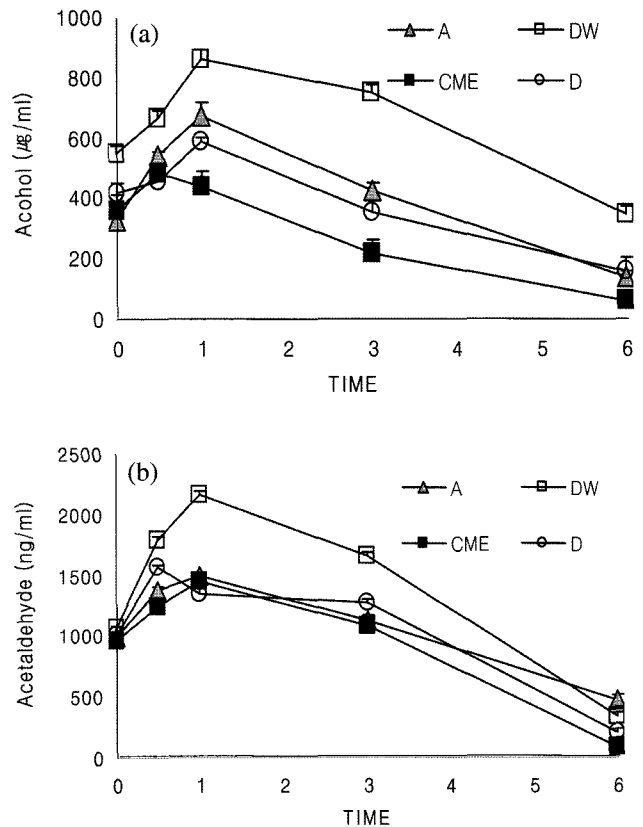 (a)
A
DW
CME
D
1000
800
600
400
200
0
Acohol (㎍/ml)
0 1 2 3 4 5 6
TIME
(b)
A
DW
CME
D
2500
2000
1500
1000
500
0
Acetaldehyde (ng/ml)
0 1 2 3 4 5 6
TIME